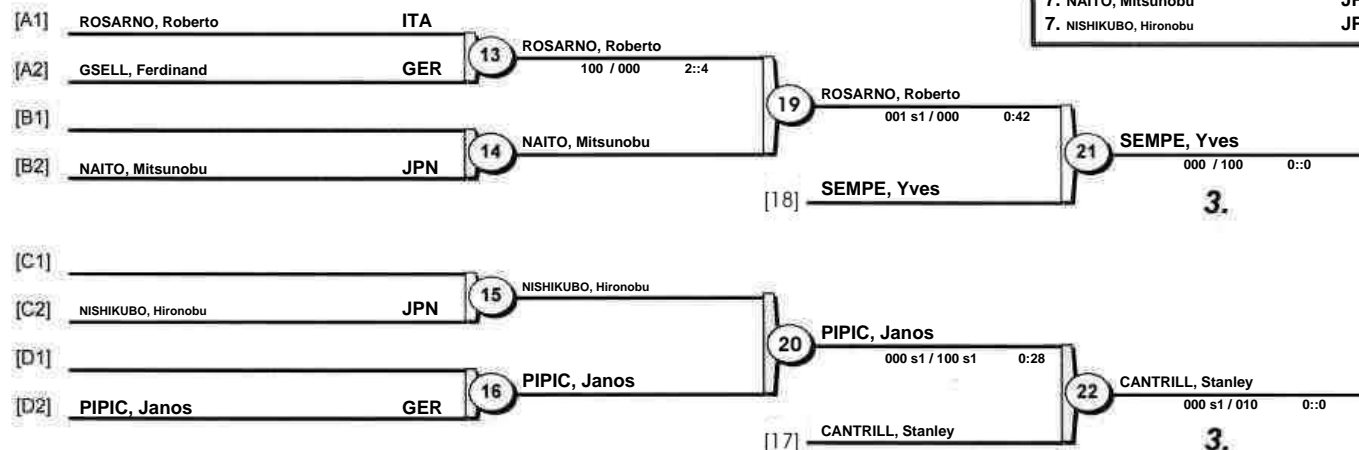 7. NAITO, Mitsunobu
7. NISHIKUBO, Hironobu
[A1] ROSARNO, Roberto ITA
[A2] GSELL, Ferdinand GER
13 ROSARNO, Roberto
100 / 000 2::4
[B1]
[B2] NAITO, Mitsunobu JPN
14 NAITO, Mitsunobu
19 ROSARNO, Roberto
001 s1 / 000 0:42
[18] SEMPE, Yves
21 SEMPE, Yves
000 / 100 0::0
3.
[C1]
[C2] NISHIKUBO, Hironobu JPN
15 NISHIKUBO, Hironobu
[D1]
[D2] PIPIC, Janos GER
16 PIPIC, Janos
20 PIPIC, Janos
000 s1 / 100 s1 0:28
[17] CANTRILL, Stanley
22 CANTRILL, Stanley
000 s1 / 010 0::0
3.